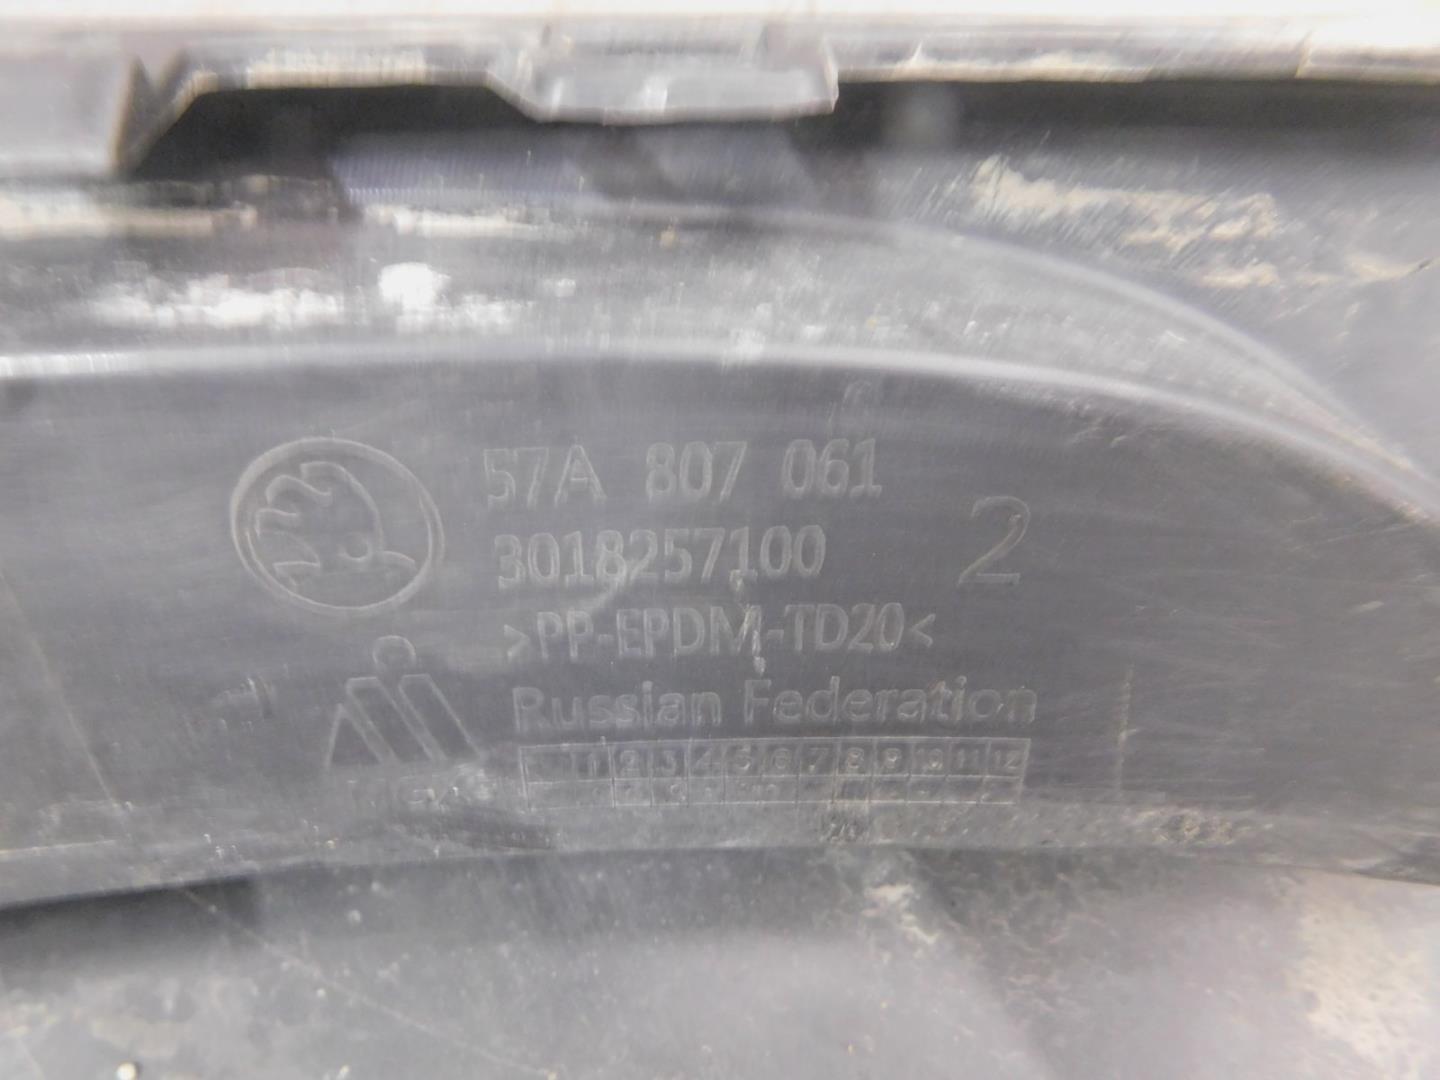 57A 807 061
3018257100
2
>PP-EPDM-TD20<
Russian Federation
1 2 3 4 5 6 7 8 9 10 11 12